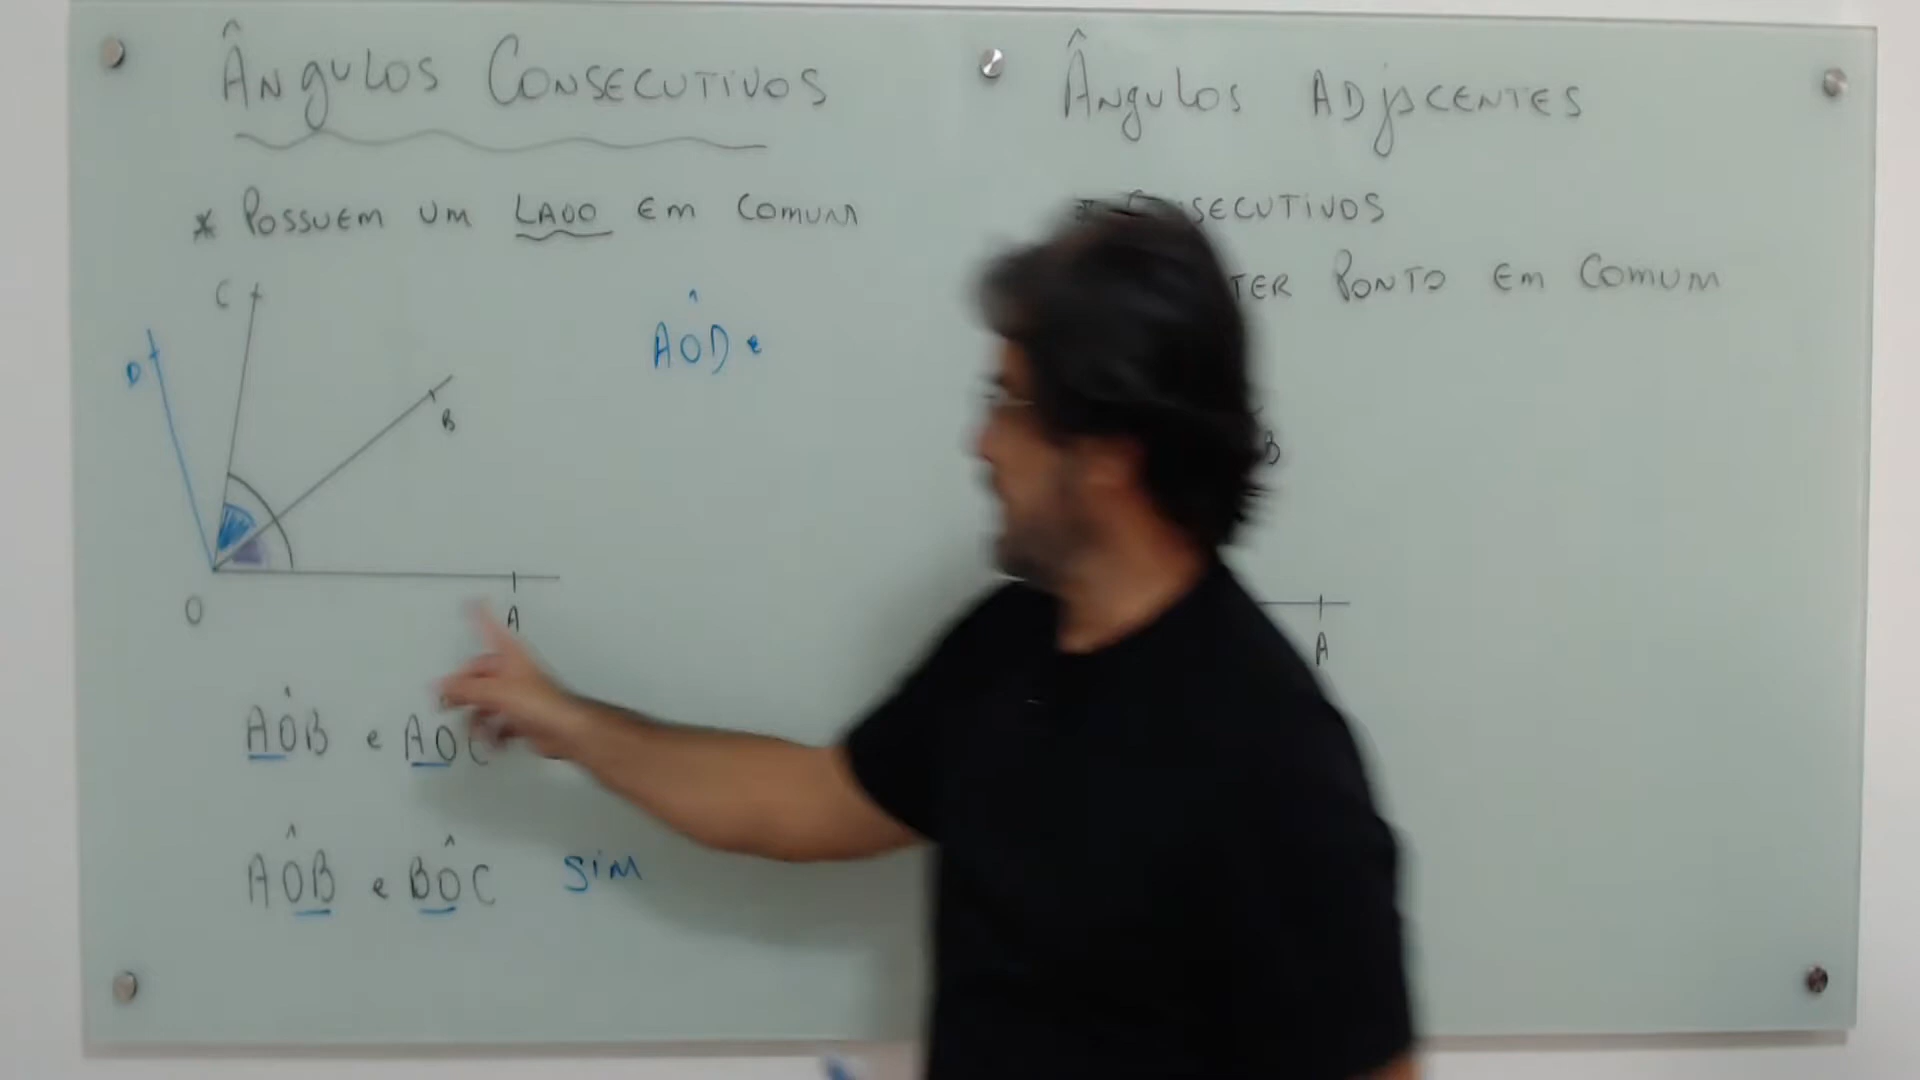 Ângulos Consecutivos
* Possuem um LADO em comum
C
D
B
O
A
AÔD e
AÔB e AÔC
AÔB e BÔC sim
Ângulos Adjacentes
TER PONTO Em Comum
B
A